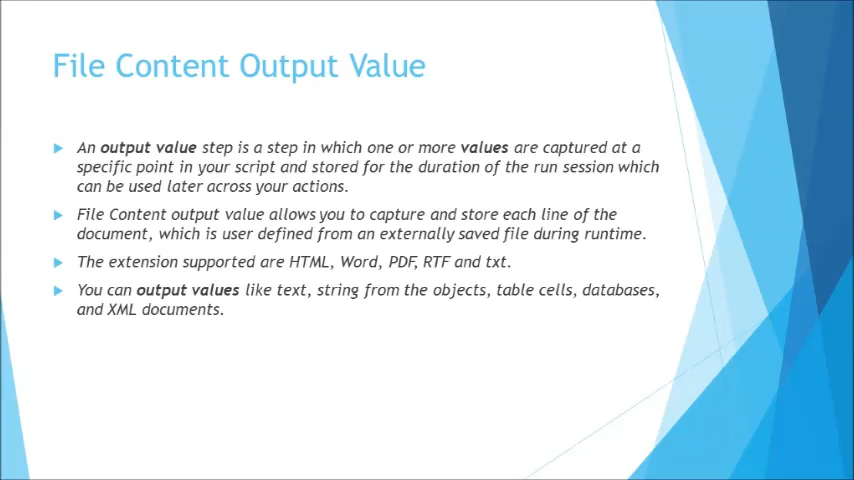 File Content Output Value
An output value step is a step in which one or more values are captured at a
specific point in your script and stored for the duration of the run session which
can be used later across your actions.
File Content output value allows you to capture and store each line of the
document, which is user defined from an externally saved file during runtime.
The extension supported are HTML, Word, PDF, RTF and txt.
You can output values like text, string from the objects, table cells, databases,
and XML documents.